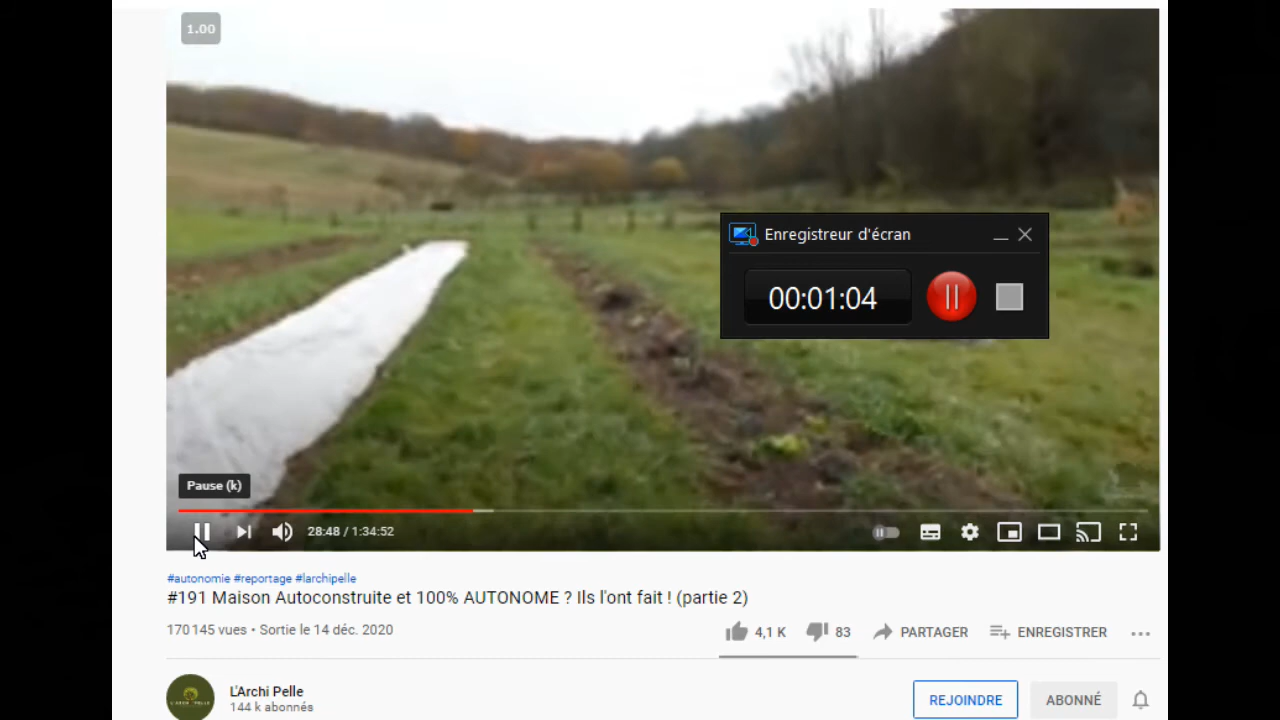 1.00
Enregistreur d'écran
00:01:04
Pause (k)
28:48 / 1:34:52
#autonomie #reportage #larchipelle
#191 Maison Autoconstruite et 100% AUTONOME ? Ils l'ont fait ! (partie 2)
170 145 vues • Sortie le 14 déc. 2020
4,1 K 83 PARTAGER ENREGISTRER
L'Archi Pelle
144 k abonnés
REJOINDRE ABONNÉ